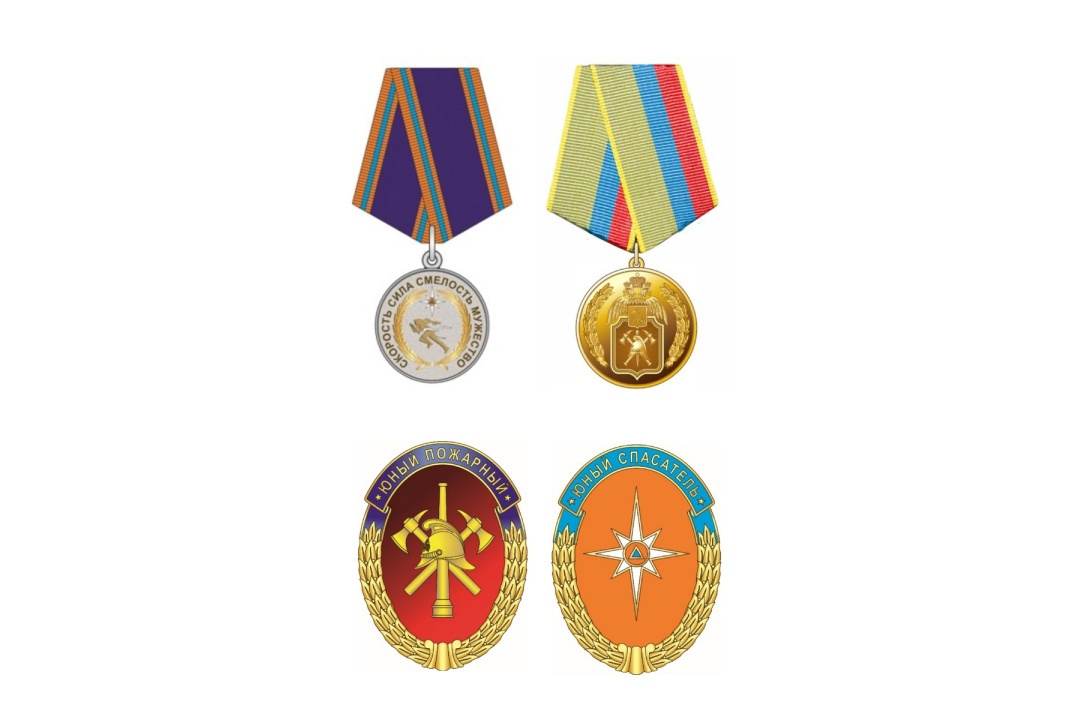 СКОРОСТЬ СИЛА СМЕЛОСТЬ МУЖЕСТВО
ЮНЫЙ ПОЖАРНЫЙ
ЮНЫЙ СПАСАТЕЛЬ